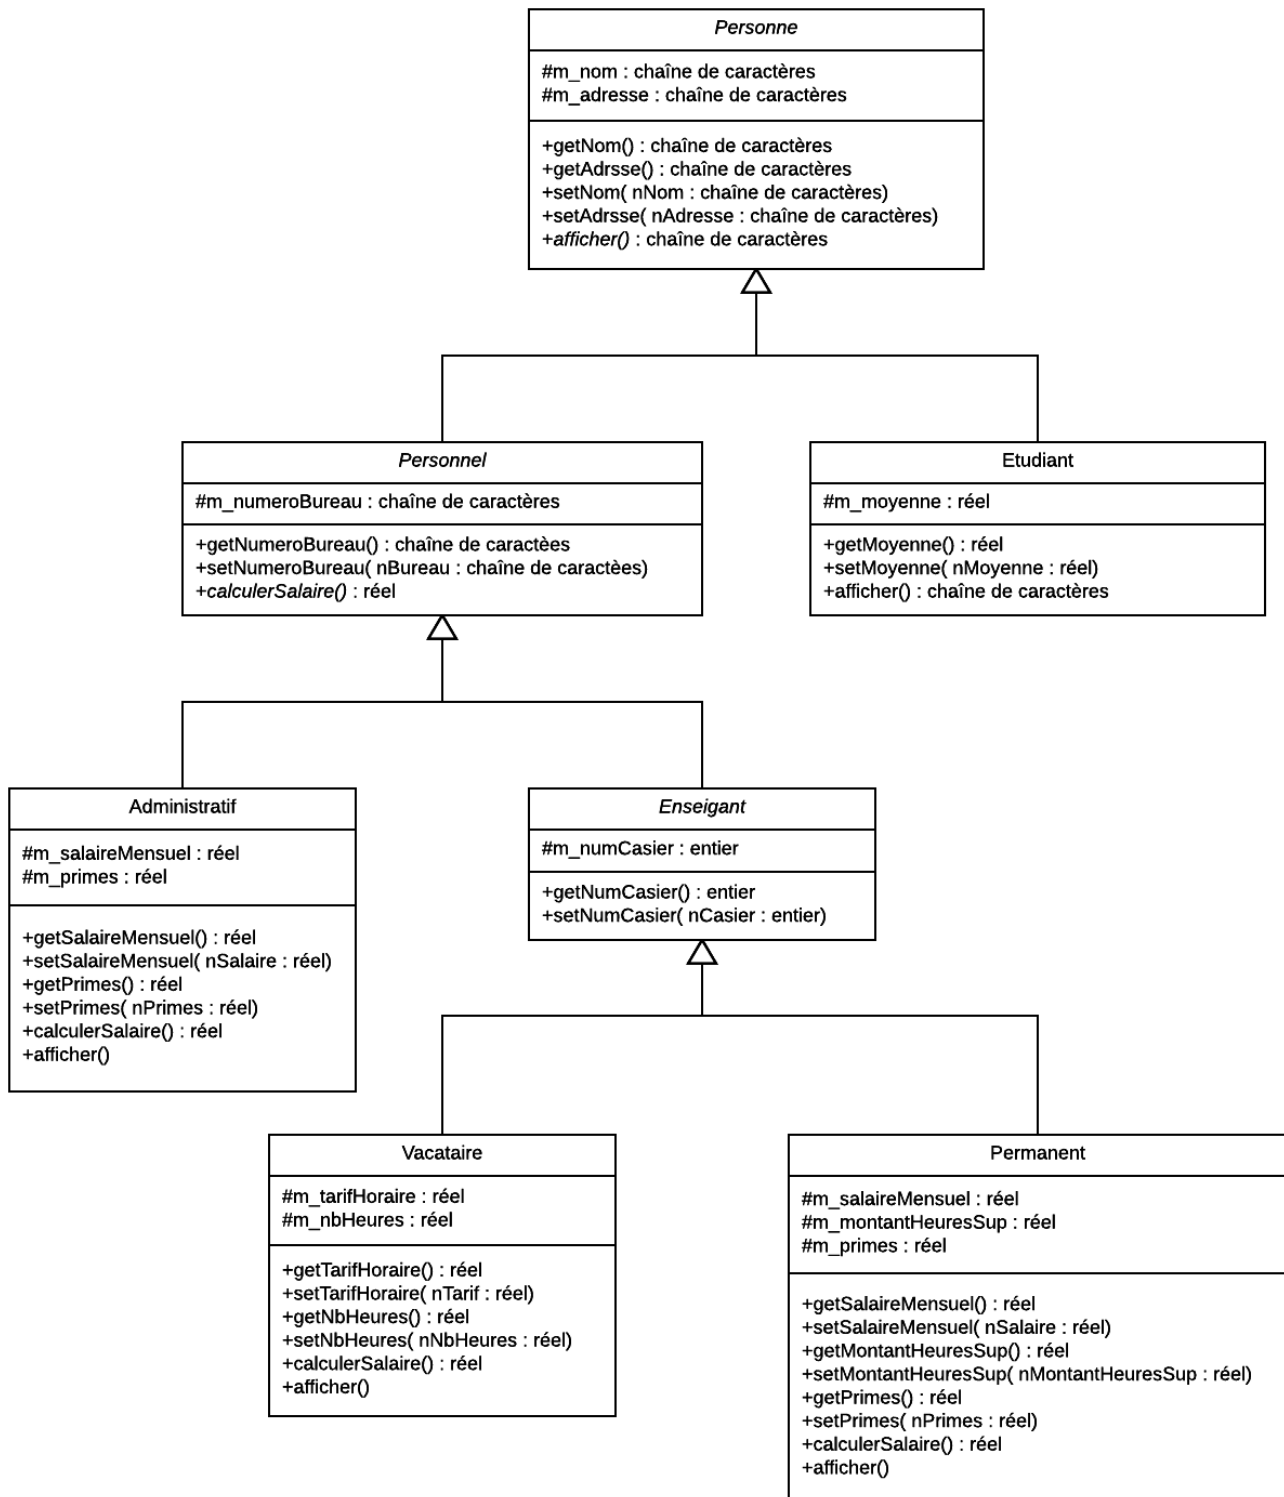 Personne
#m_nom : chaîne de caractères
#m_adresse : chaîne de caractères
+getNom() : chaîne de caractères
+getAdrsse() : chaîne de caractères
+setNom( nNom : chaîne de caractères)
+setAdrsse( nAdresse : chaîne de caractères)
+afficher() : chaîne de caractères
Personnel
#m_numeroBureau : chaîne de caractères
+getNumeroBureau() : chaîne de caractèes
+setNumeroBureau( nBureau : chaîne de caractèes)
+calculerSalaire() : réel
Etudiant
#m_moyenne : réel
+getMoyenne() : réel
+setMoyenne( nMoyenne : réel)
+afficher() : chaîne de caractères
Administratif
#m_salaireMensuel : réel
#m_primes : réel
+getSalaireMensuel() : réel
+setSalaireMensuel( nSalaire : réel)
+getPrimes() : réel
+setPrimes( nPrimes : réel)
+calculerSalaire() : réel
+afficher()
Enseigant
#m_numCasier : entier
+getNumCasier() : entier
+setNumCasier( nCasier : entier)
Vacataire
#m_tarifHoraire : réel
#m_nbHeures : réel
+getTarifHoraire() : réel
+setTarifHoraire( nTarif : réel)
+getNbHeures() : réel
+setNbHeures( nNbHeures : réel)
+calculerSalaire() : réel
+afficher()
Permanent
#m_salaireMensuel : réel
#m_montantHeuresSup : réel
#m_primes : réel
+getSalaireMensuel() : réel
+setSalaireMensuel( nSalaire : réel)
+getMontantHeuresSup() : réel
+setMontantHeuresSup( nMontantHeuresSup : réel)
+getPrimes() : réel
+setPrimes( nPrimes : réel)
+calculerSalaire() : réel
+afficher()